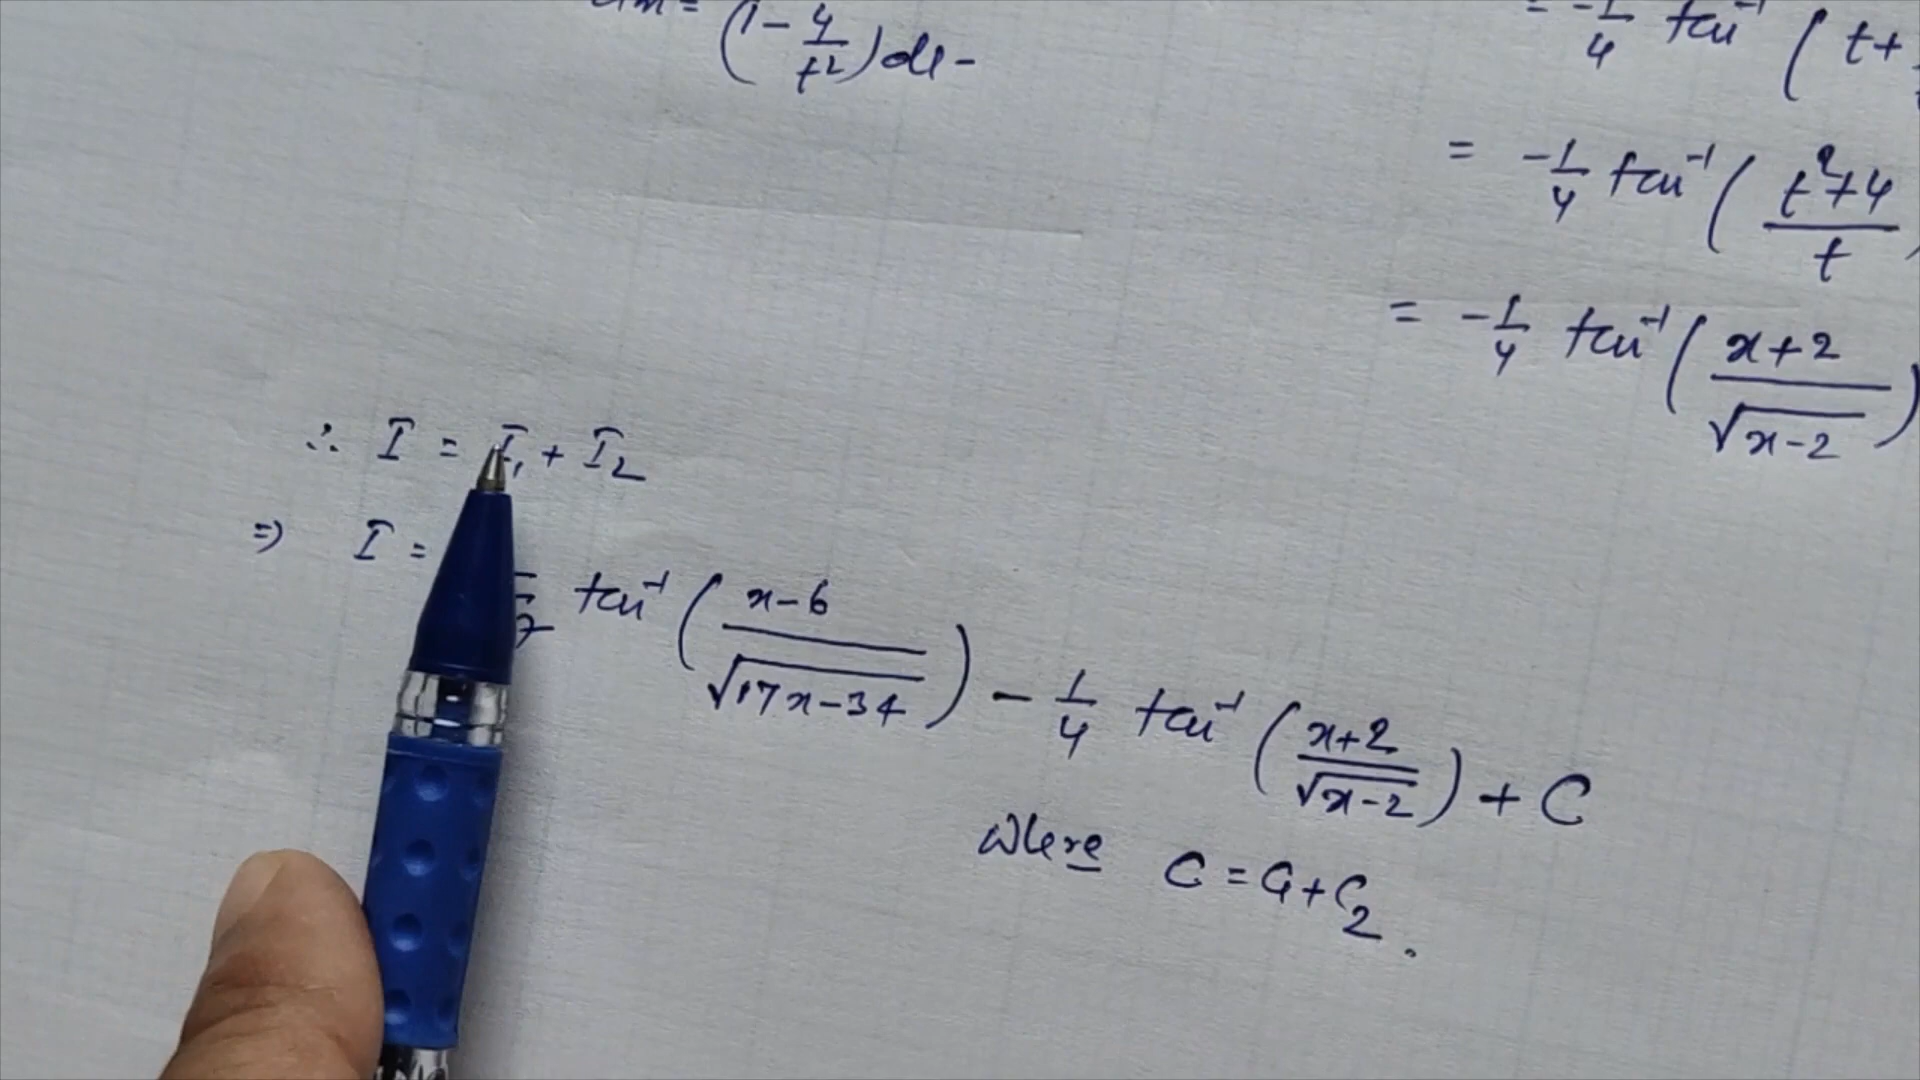 (1 - 4/t²) dt -
= -1/4 tan⁻¹ ( t +
= -1/4 tan⁻¹ ( (t²+4)/t
= -1/4 tan⁻¹ ( (x+2)/√(x-2) )
∴ I = I₁ + I₂
⇒ I =
tan⁻¹ ( (x-6)/√(17x-34) ) - 1/4 tan⁻¹ ( (x+2)/√(x-2) ) + C
where C = C₁ + C₂ .